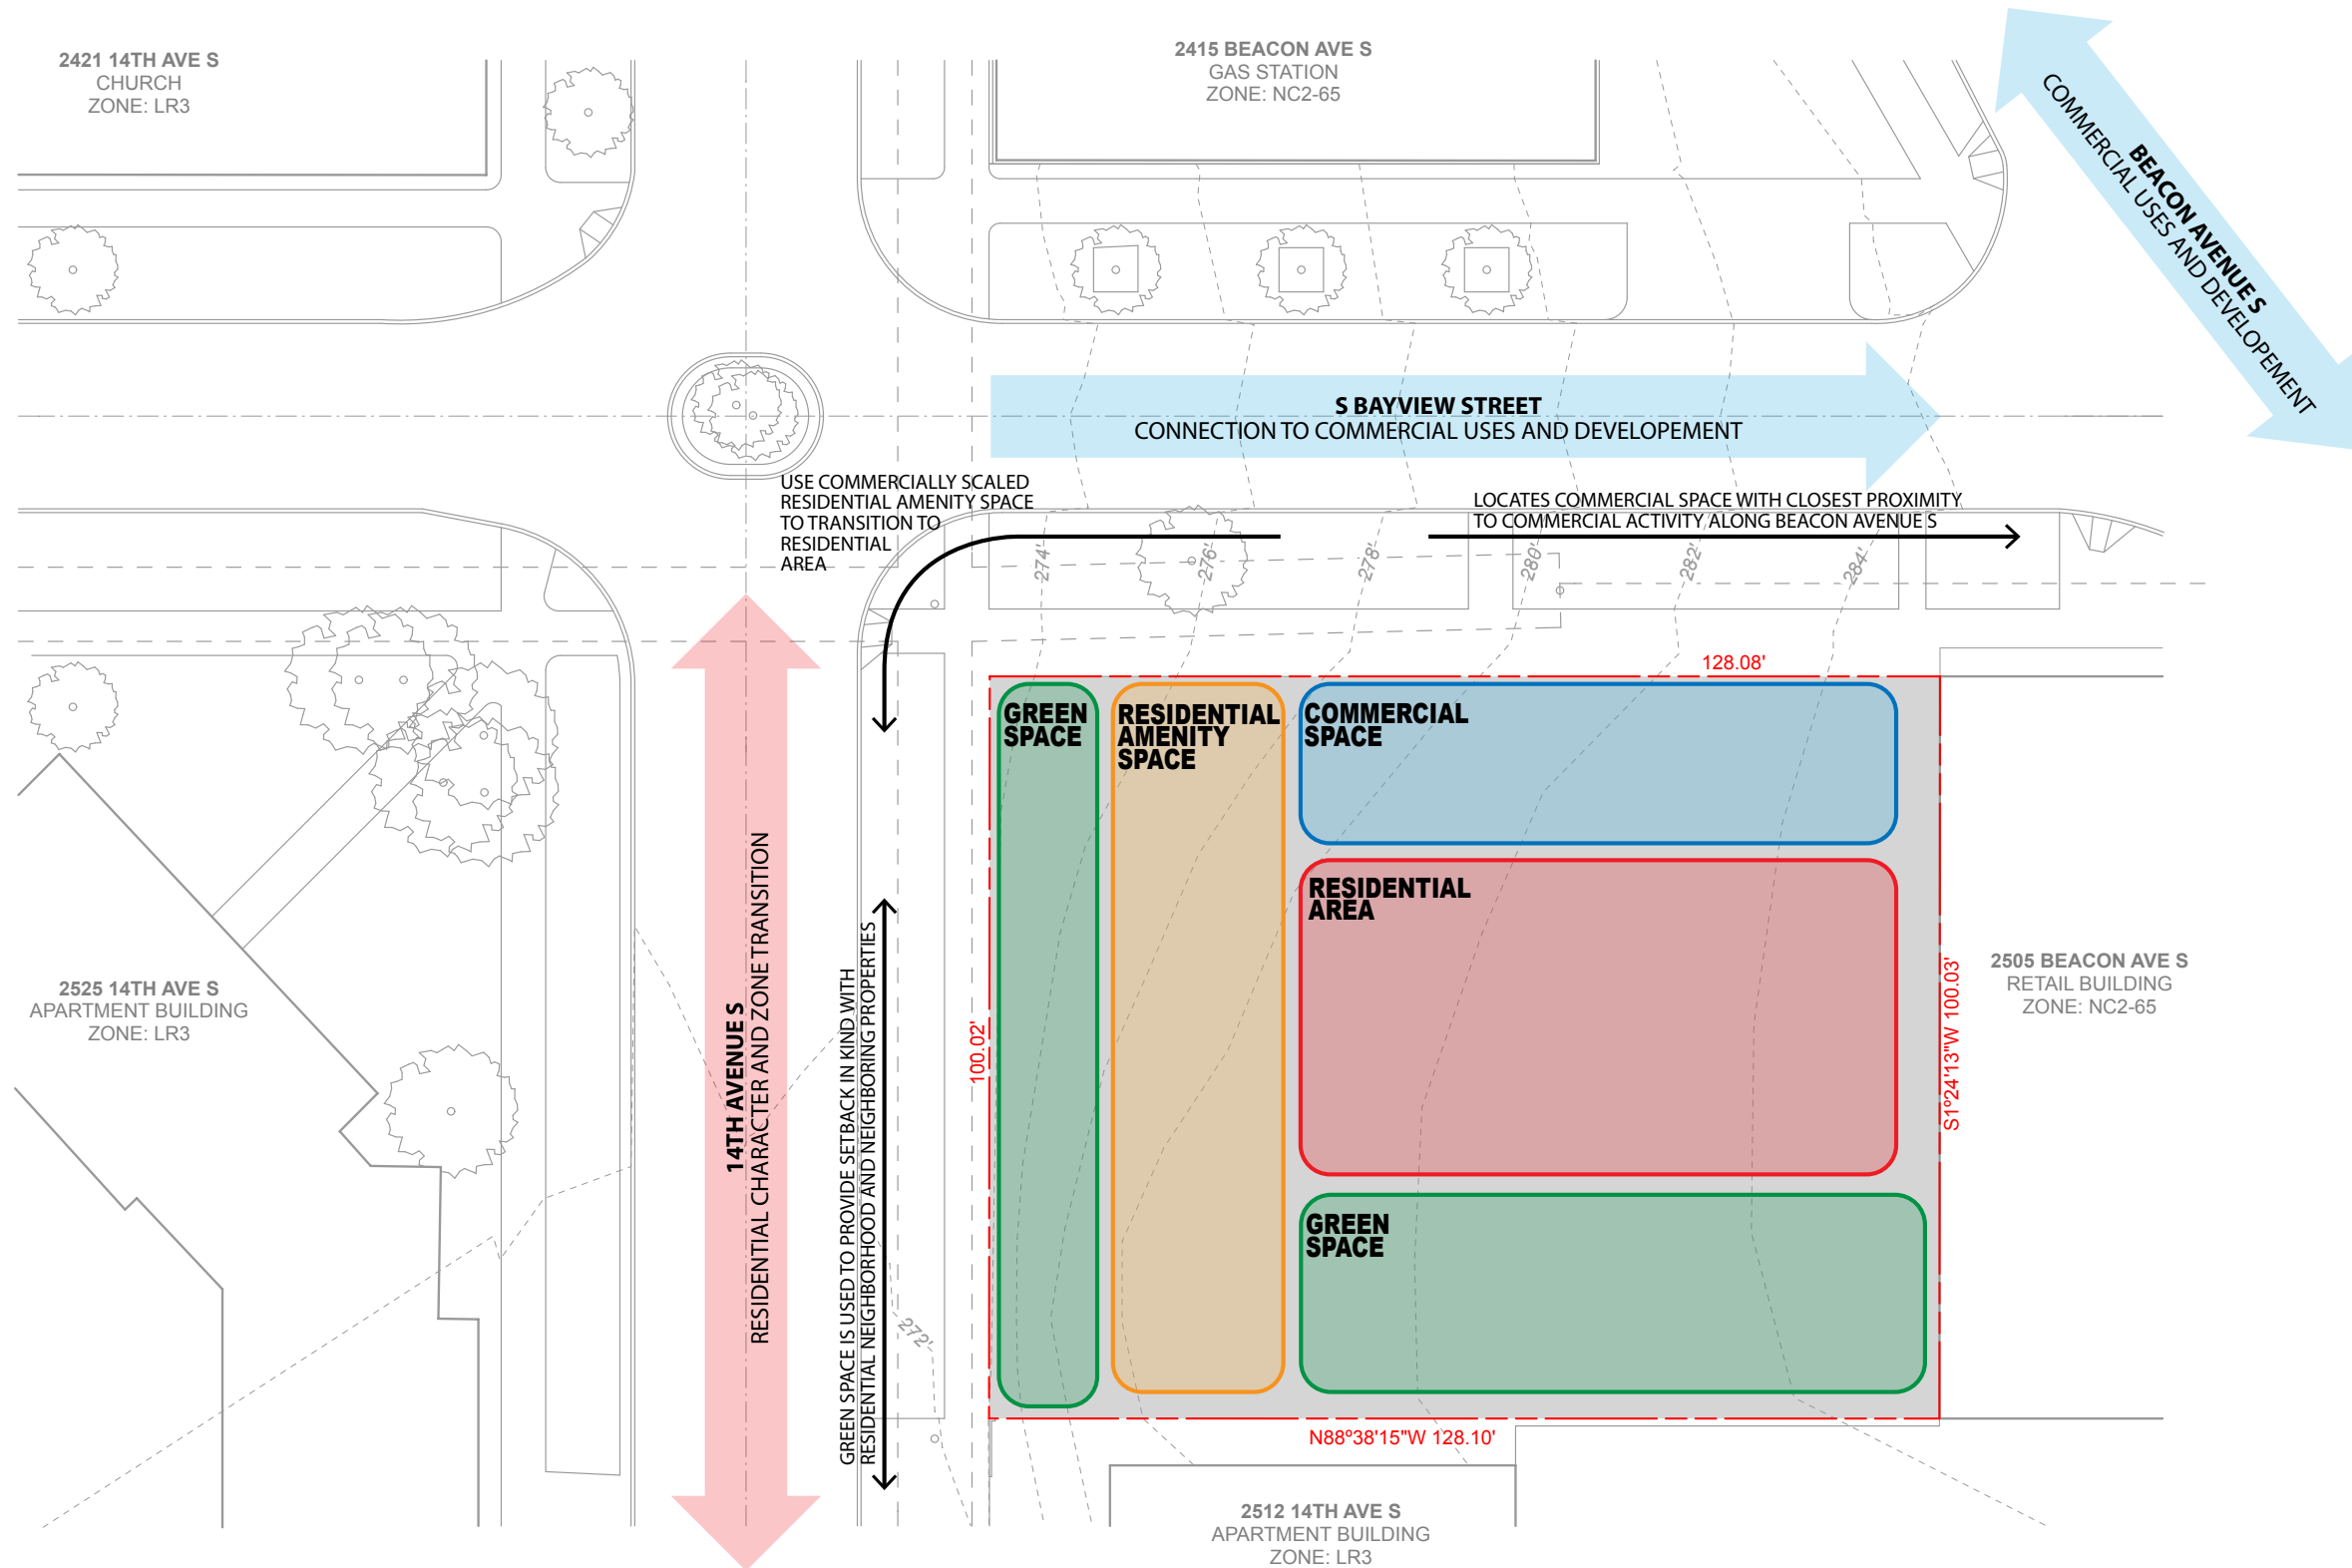 2421 14TH AVE S
CHURCH
ZONE: LR3
2415 BEACON AVE S
GAS STATION
ZONE: NC2-65
BEACON AVENUE S
COMMERCIAL USES AND DEVELOPEMENT
S BAYVIEW STREET
CONNECTION TO COMMERCIAL USES AND DEVELOPEMENT
USE COMMERCIALLY SCALED
RESIDENTIAL AMENITY SPACE
TO TRANSITION TO
RESIDENTIAL
AREA
LOCATES COMMERCIAL SPACE WITH CLOSEST PROXIMITY
TO COMMERCIAL ACTIVITY ALONG BEACON AVENUE S
274'
276'
278'
280'
282'
284'
128.08'
GREEN
SPACE
RESIDENTIAL
AMENITY
SPACE
COMMERCIAL
SPACE
RESIDENTIAL
AREA
GREEN
SPACE
14TH AVENUE S
RESIDENTIAL CHARACTER AND ZONE TRANSITION
GREEN SPACE IS USED TO PROVIDE SETBACK IN KIND WITH
RESIDENTIAL NEIGHBORHOOD AND NEIGHBORING PROPERTIES
100.02'
S1º24'13"W 100.03'
2505 BEACON AVE S
RETAIL BUILDING
ZONE: NC2-65
2525 14TH AVE S
APARTMENT BUILDING
ZONE: LR3
272'
N88º38'15"W 128.10'
2512 14TH AVE S
APARTMENT BUILDING
ZONE: LR3